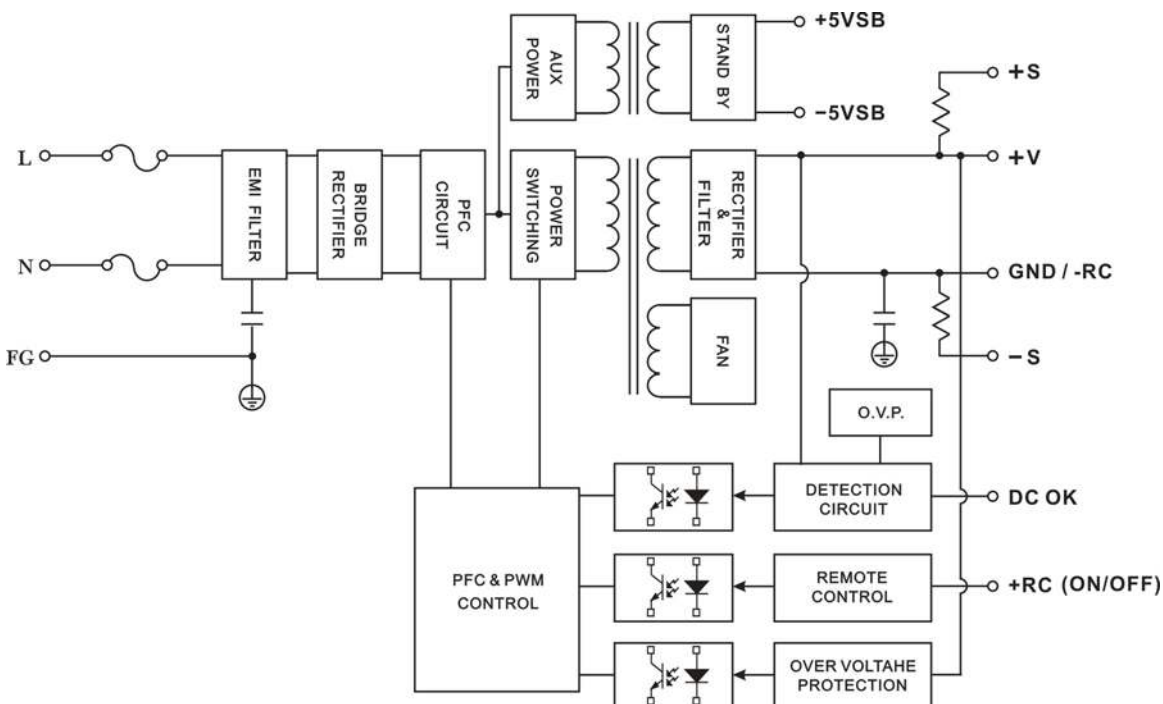 AUX
POWER
STAND BY
+5VSB
−5VSB
+S
L
EMI FILTER
BRIDGE
RECTIFIER
PFC
CIRCUIT
POWER
SWITCHING
RECTIFIER
&
FILTER
+V
N
GND / -RC
FG
FAN
−S
O.V.P.
DETECTION
CIRCUIT
DC OK
PFC & PWM
CONTROL
REMOTE
CONTROL
+RC (ON/OFF)
OVER VOLTAHE
PROTECTION